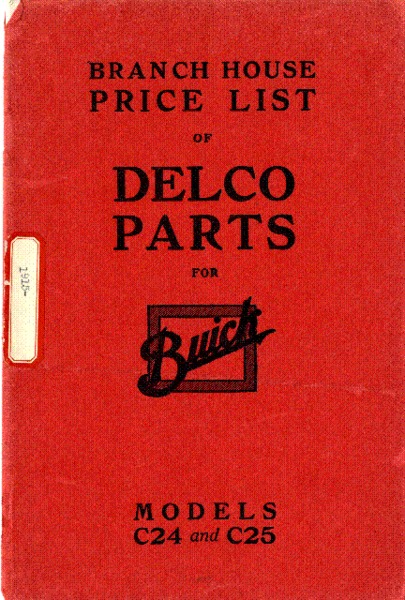 BRANCH HOUSE
PRICE LIST
OF
DELCO
PARTS
FOR
Buick
1915-
MODELS
C24 and C25